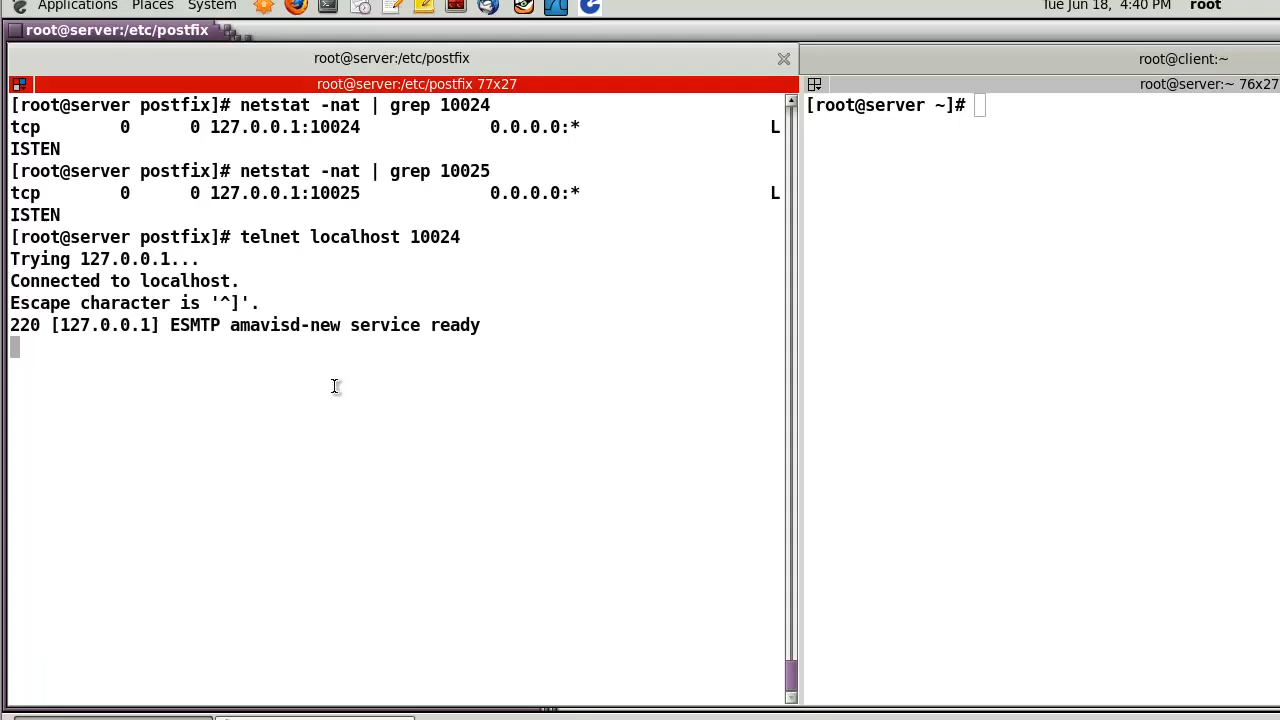 Applications Places System Tue Jun 18, 4:40 PM root
root@server:/etc/postfix
root@server:/etc/postfix root@client:~
root@server:/etc/postfix 77x27 root@server:~ 76x27
[root@server postfix]# netstat -nat | grep 10024
tcp 0 0 127.0.0.1:10024 0.0.0.0:* L
ISTEN
[root@server postfix]# netstat -nat | grep 10025
tcp 0 0 127.0.0.1:10025 0.0.0.0:* L
ISTEN
[root@server postfix]# telnet localhost 10024
Trying 127.0.0.1...
Connected to localhost.
Escape character is '^]'.
220 [127.0.0.1] ESMTP amavisd-new service ready
[root@server ~]#